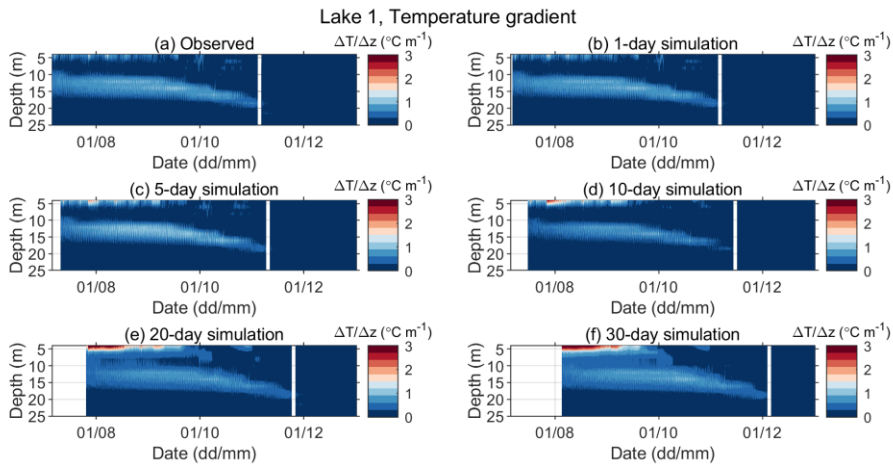 Lake 1, Temperature gradient
(a) Observed
ΔT/Δz (°C m⁻¹)
Depth (m)
5
10
15
20
25
01/08
01/10
01/12
Date (dd/mm)
3
2
1
0
(b) 1-day simulation
ΔT/Δz (°C m⁻¹)
Depth (m)
5
10
15
20
25
01/08
01/10
01/12
Date (dd/mm)
3
2
1
0
(c) 5-day simulation
ΔT/Δz (°C m⁻¹)
Depth (m)
5
10
15
20
25
01/08
01/10
01/12
Date (dd/mm)
3
2
1
0
(d) 10-day simulation
ΔT/Δz (°C m⁻¹)
Depth (m)
5
10
15
20
25
01/08
01/10
01/12
Date (dd/mm)
3
2
1
0
(e) 20-day simulation
ΔT/Δz (°C m⁻¹)
Depth (m)
5
10
15
20
25
01/08
01/10
01/12
Date (dd/mm)
3
2
1
0
(f) 30-day simulation
ΔT/Δz (°C m⁻¹)
Depth (m)
5
10
15
20
25
01/08
01/10
01/12
Date (dd/mm)
3
2
1
0